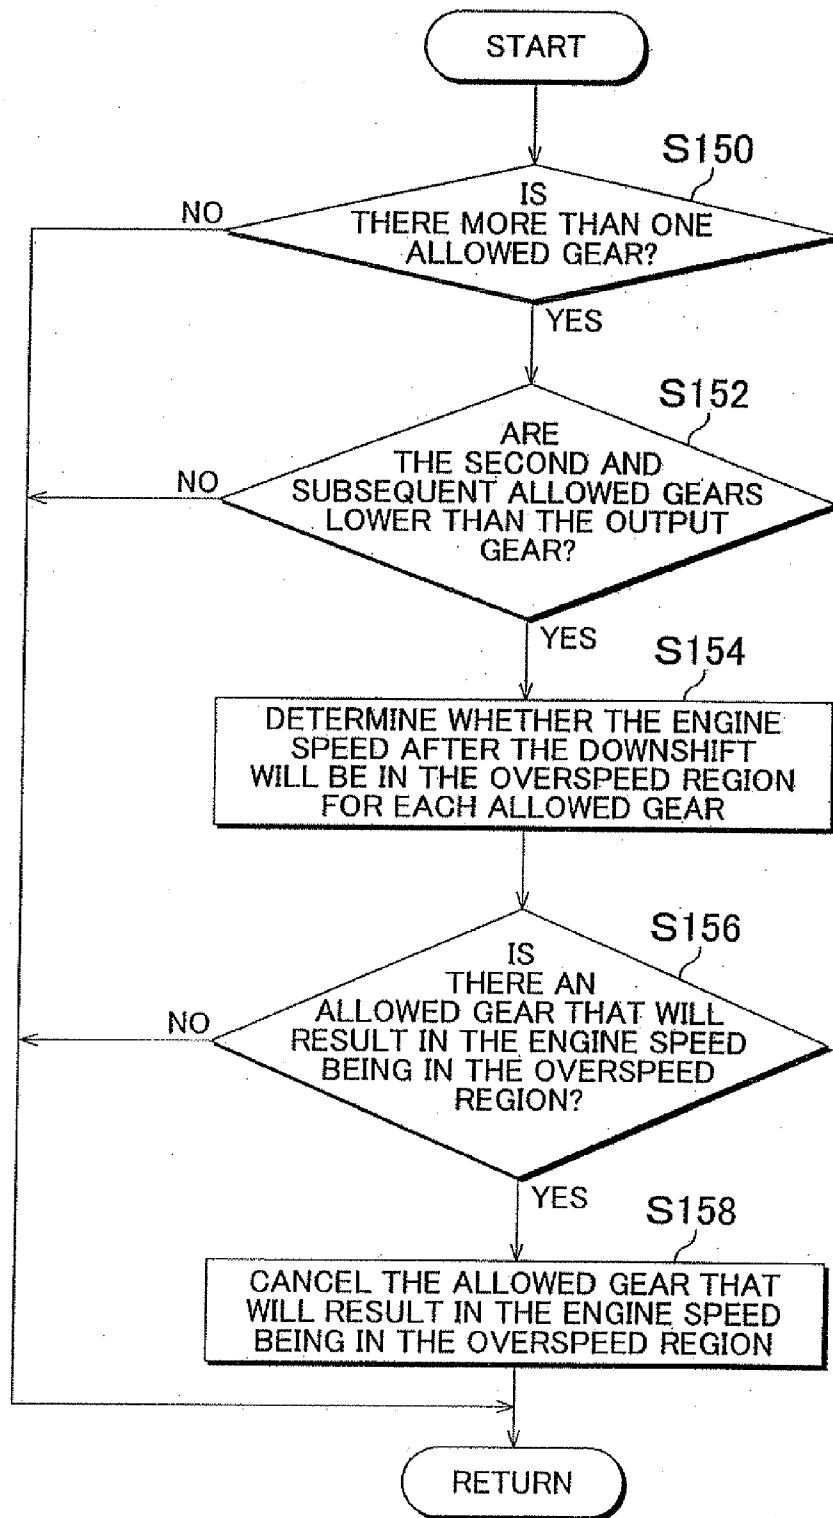 START
S150
IS
THERE MORE THAN ONE
ALLOWED GEAR?
NO
YES
S152
ARE
THE SECOND AND
SUBSEQUENT ALLOWED GEARS
LOWER THAN THE OUTPUT
GEAR?
NO
YES
S154
DETERMINE WHETHER THE ENGINE
SPEED AFTER THE DOWNSHIFT
WILL BE IN THE OVERSPEED REGION
FOR EACH ALLOWED GEAR
S156
IS
THERE AN
ALLOWED GEAR THAT WILL
RESULT IN THE ENGINE SPEED
BEING IN THE OVERSPEED
REGION?
NO
YES
S158
CANCEL THE ALLOWED GEAR THAT
WILL RESULT IN THE ENGINE SPEED
BEING IN THE OVERSPEED REGION
RETURN